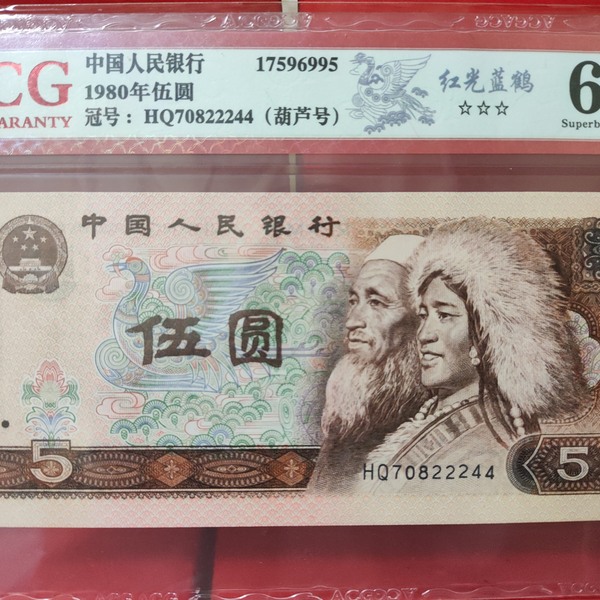 CG
ARANTY
中国人民银行
1980年伍圆
冠号：HQ70822244（葫芦号）
17596995
红光蓝鹤
☆☆☆
6
Superb
中国人民银行
伍圆
5
HQ70822244
5